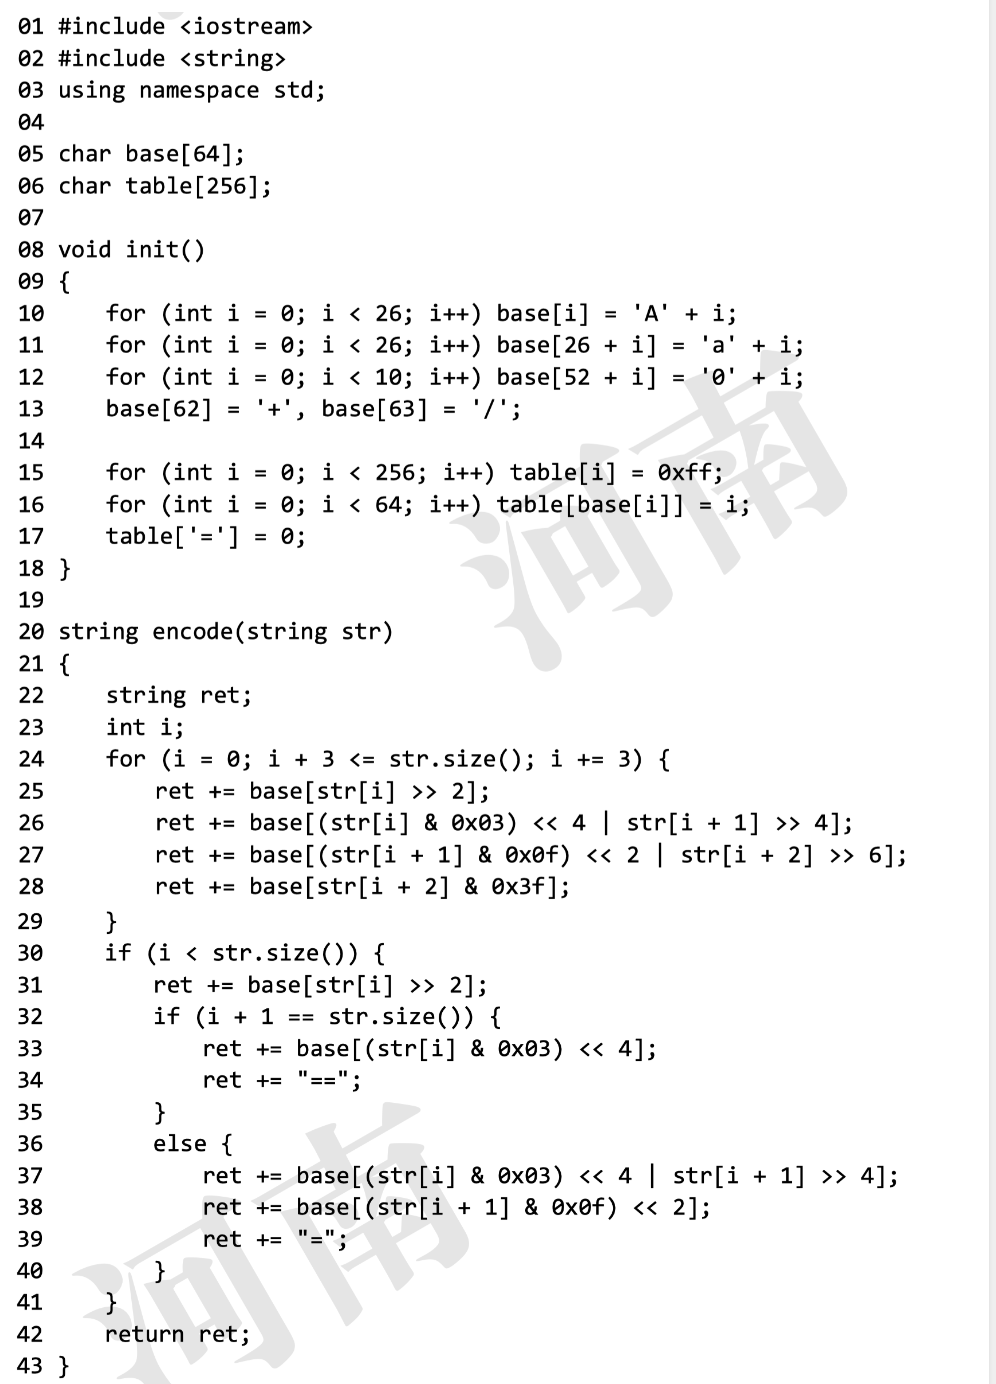 01 #include <iostream>
02 #include <string>
03 using namespace std;
04
05 char base[64];
06 char table[256];
07
08 void init()
09 {
10     for (int i = 0; i < 26; i++) base[i] = 'A' + i;
11     for (int i = 0; i < 26; i++) base[26 + i] = 'a' + i;
12     for (int i = 0; i < 10; i++) base[52 + i] = '0' + i;
13     base[62] = '+', base[63] = '/';
14
15     for (int i = 0; i < 256; i++) table[i] = 0xff;
16     for (int i = 0; i < 64; i++) table[base[i]] = i;
17     table['='] = 0;
18 }
19
20 string encode(string str)
21 {
22     string ret;
23     int i;
24     for (i = 0; i + 3 <= str.size(); i += 3) {
25         ret += base[str[i] >> 2];
26         ret += base[(str[i] & 0x03) << 4 | str[i + 1] >> 4];
27         ret += base[(str[i + 1] & 0x0f) << 2 | str[i + 2] >> 6];
28         ret += base[str[i + 2] & 0x3f];
29     }
30     if (i < str.size()) {
31         ret += base[str[i] >> 2];
32         if (i + 1 == str.size()) {
33             ret += base[(str[i] & 0x03) << 4];
34             ret += "==";
35         }
36         else {
37             ret += base[(str[i] & 0x03) << 4 | str[i + 1] >> 4];
38             ret += base[(str[i + 1] & 0x0f) << 2];
39             ret += "=";
40         }
41     }
42     return ret;
43 }
河南
河南